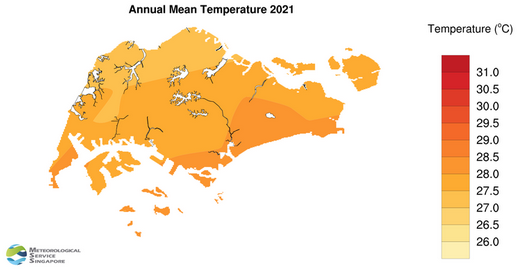 Annual Mean Temperature 2021
Temperature (°C)
31.0
30.5
30.0
29.5
29.0
28.5
28.0
27.5
27.0
26.5
26.0
METEOROLOGICAL
SERVICE
SINGAPORE